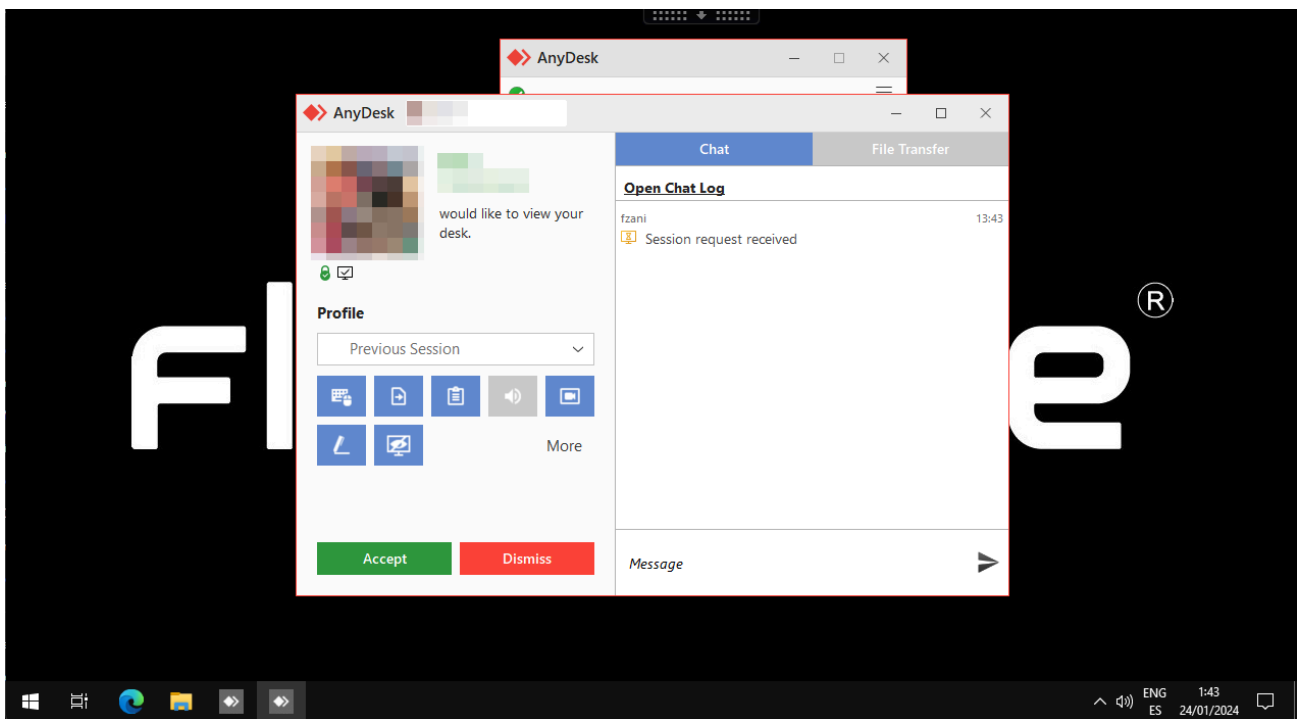 AnyDesk
AnyDesk
would like to view your
desk.
Profile
Previous Session
More
Accept
Dismiss
Chat
File Transfer
Open Chat Log
fzani
13:43
Session request received
Message
®
ENG
ES
1:43
24/01/2024